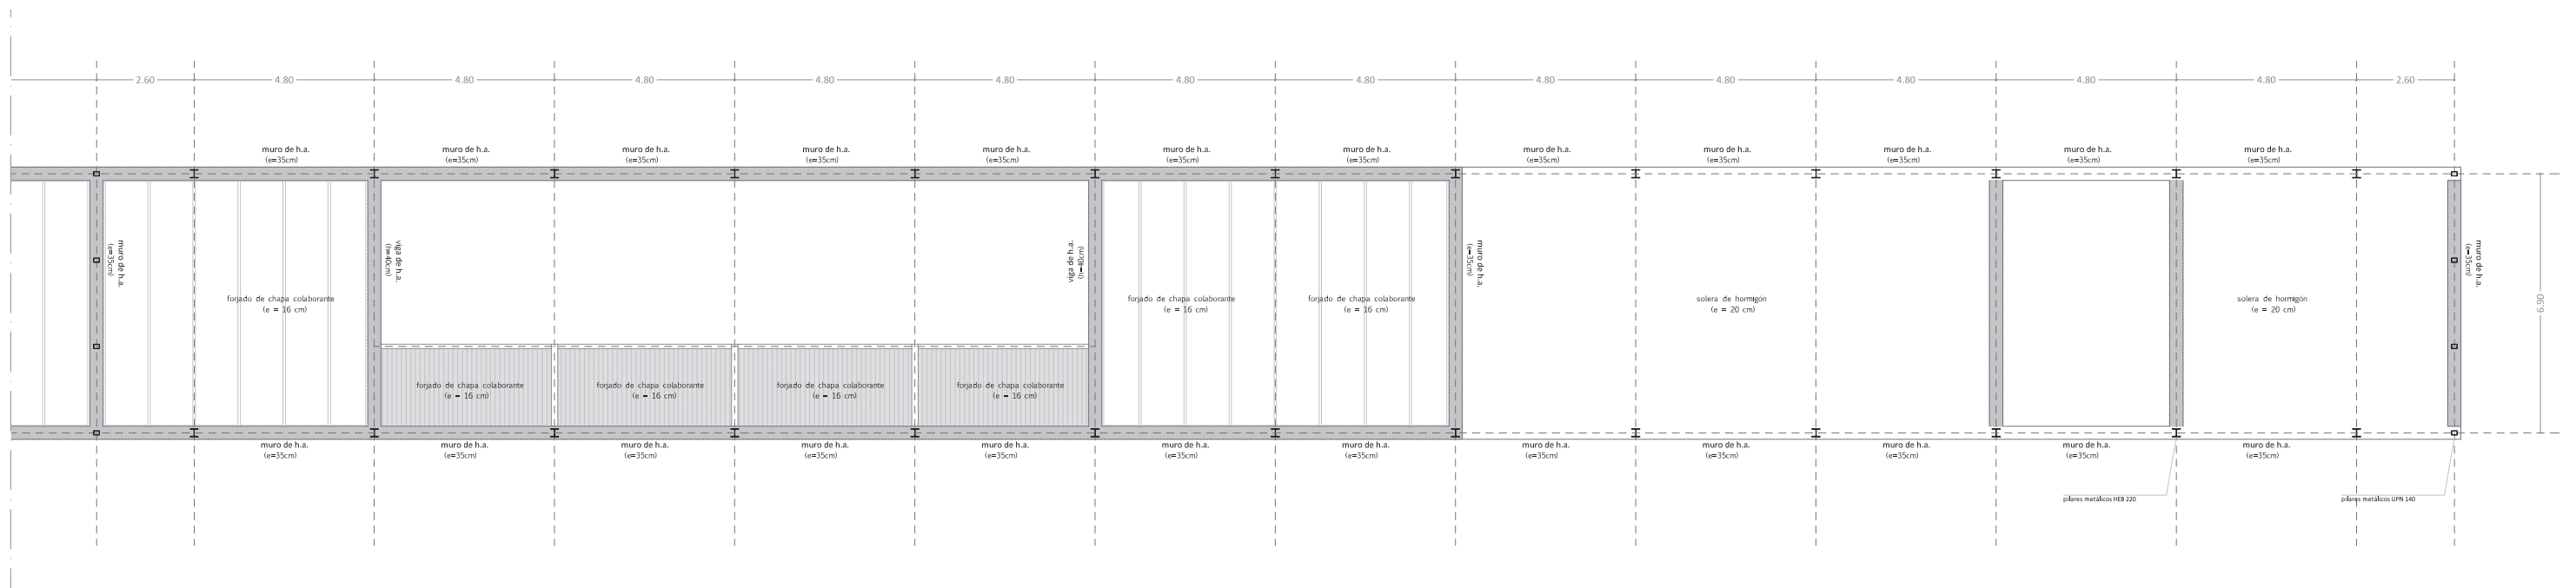 2.60 4.80 4.80 4.80 4.80 4.80 4.80 4.80 4.80 4.80 4.80 4.80 4.80 2.60
muro de h.a. muro de h.a. muro de h.a. muro de h.a. muro de h.a. muro de h.a. muro de h.a. muro de h.a. muro de h.a. muro de h.a. muro de h.a. muro de h.a.
(e=35cm) (e=35cm) (e=35cm) (e=35cm) (e=35cm) (e=35cm) (e=35cm) (e=35cm) (e=35cm) (e=35cm) (e=35cm) (e=35cm)
muro de h.a.
(e=35cm)
viga de h.a.
(h=40cm)
viga de h.a.
(h=40cm)
muro de h.a.
(e=35cm)
muro de h.a.
(e=35cm)
forjado de chapa colaborante
(e = 16 cm)
forjado de chapa colaborante
(e = 16 cm)
forjado de chapa colaborante
(e = 16 cm)
solera de hormigón
(e = 20 cm)
solera de hormigón
(e = 20 cm)
6.90
forjado de chapa colaborante
(e = 16 cm)
forjado de chapa colaborante
(e = 16 cm)
forjado de chapa colaborante
(e = 16 cm)
forjado de chapa colaborante
(e = 16 cm)
muro de h.a. muro de h.a. muro de h.a. muro de h.a. muro de h.a. muro de h.a. muro de h.a. muro de h.a. muro de h.a. muro de h.a. muro de h.a. muro de h.a.
(e=35cm) (e=35cm) (e=35cm) (e=35cm) (e=35cm) (e=35cm) (e=35cm) (e=35cm) (e=35cm) (e=35cm) (e=35cm) (e=35cm)
pilares metálicos HEB 220
pilares metálicos UPN 140